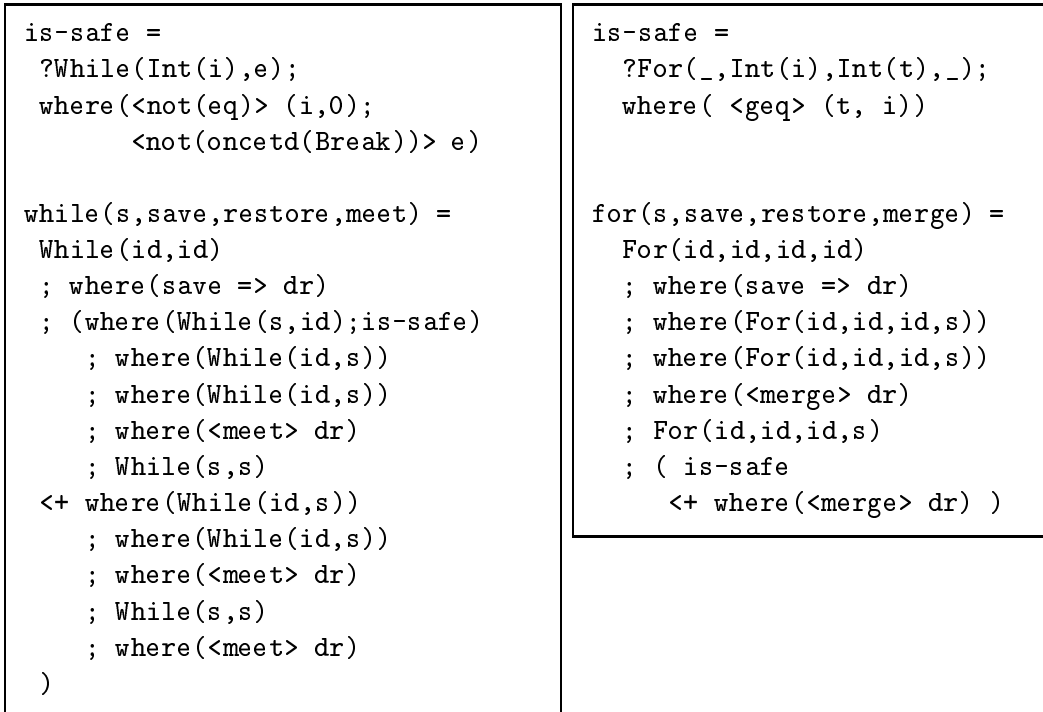 is-safe =
 ?While(Int(i),e);
 where(<not(eq)> (i,0);
       <not(oncetd(Break))> e)
while(s,save,restore,meet) =
 While(id,id)
 ; where(save => dr)
 ; (where(While(s,id);is-safe)
    ; where(While(id,s))
    ; where(While(id,s))
    ; where(<meet> dr)
    ; While(s,s)
 <+ where(While(id,s))
    ; where(While(id,s))
    ; where(<meet> dr)
    ; While(s,s)
    ; where(<meet> dr)
 )
is-safe =
  ?For(_,Int(i),Int(t),_);
  where( <geq> (t, i))
for(s,save,restore,merge) =
  For(id,id,id,id)
  ; where(save => dr)
  ; where(For(id,id,id,s))
  ; where(For(id,id,id,s))
  ; where(<merge> dr)
  ; For(id,id,id,s)
  ; ( is-safe
     <+ where(<merge> dr) )